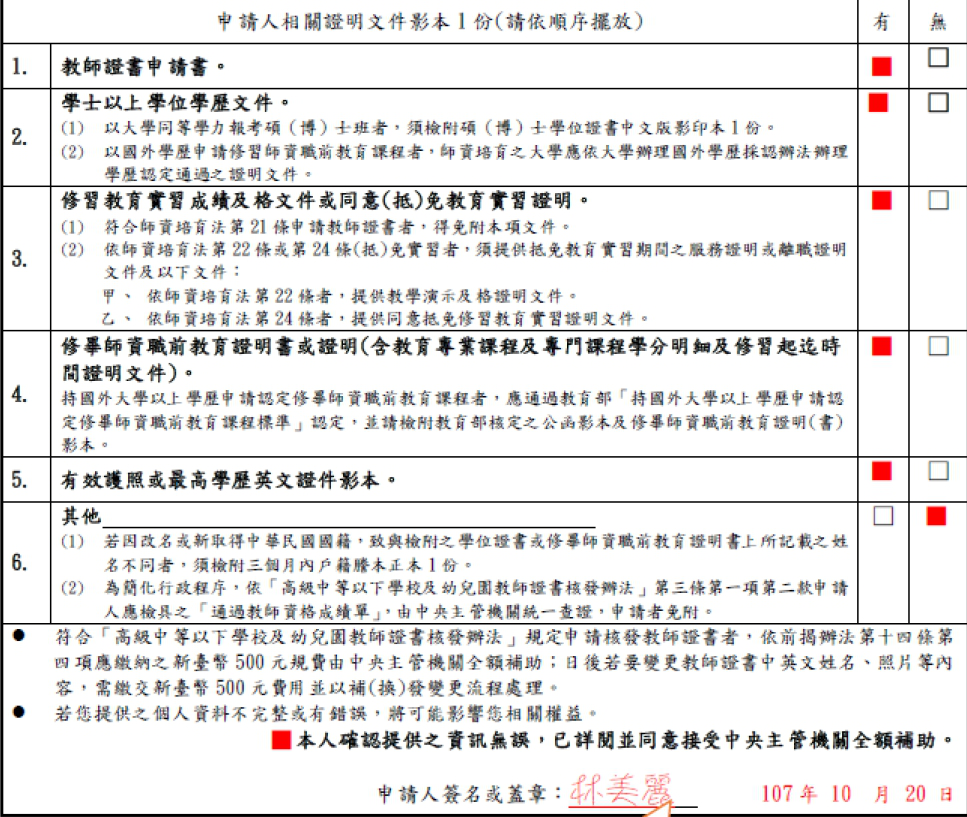 申請人相關證明文件影本 1 份(請依順序擺放) 有 無
1. 教師證書申請書。 ■ □
學士以上學位學歷文件。 ■ □
2. (1) 以大學同等學力報考碩（博）士班者，須檢附碩（博）士學位證書中文版影印本 1 份。
(2) 以國外學歷申請修習師資職前教育課程者，師資培育之大學應依大學辦理國外學歷採認辦法辦理
學歷認定通過之證明文件。
修習教育實習成績及格文件或同意(抵)免教育實習證明。 ■ □
(1) 符合師資培育法第 21 條申請教師證書者，得免附本項文件。
3. (2) 依師資培育法第 22 條或第 24 條(抵)免實習者，須提供抵免教育實習期間之服務證明或離職證明
文件及以下文件：
甲、 依師資培育法第 22 條者，提供教學演示及格證明文件。
乙、 依師資培育法第 24 條者，提供同意抵免修習教育實習證明文件。
修畢師資職前教育證明書或證明(含教育專業課程及專門課程學分明細及修習起迄時 ■ □
間證明文件)。
4. 持國外大學以上學歷申請認定修畢師資職前教育課程者，應通過教育部「持國外大學以上學歷申請認
定修畢師資職前教育課程標準」認定，並請檢附教育部核定之公函影本及修畢師資職前教育證明(書)
影本。
5. 有效護照或最高學歷英文證件影本。 ■ □
其他 □ ■
(1) 若因改名或新取得中華民國國籍，致與檢附之學位證書或修畢師資職前教育證明書上所記載之姓
6. 名不同者，須檢附三個月內戶籍謄本正本 1 份。
(2) 為簡化行政程序，依「高級中等以下學校及幼兒園教師證書核發辦法」第三條第一項第二款申請
人應檢具之「通過教師資格成績單」，由中央主管機關統一查證，申請者免附。
● 符合「高級中等以下學校及幼兒園教師證書核發辦法」規定申請核發教師證書者，依前揭辦法第十四條第
四項應繳納之新臺幣 500 元規費由中央主管機關全額補助；日後若要變更教師證書中英文姓名、照片等內
容，需繳交新臺幣 500 元費用並以補(換)發變更流程處理。
● 若您提供之個人資料不完整或有錯誤，將可能影響您相關權益。
■本人確認提供之資訊無誤，已詳閱並同意接受中央主管機關全額補助。
申請人簽名或蓋章：林美麗 107 年 10 月 20 日